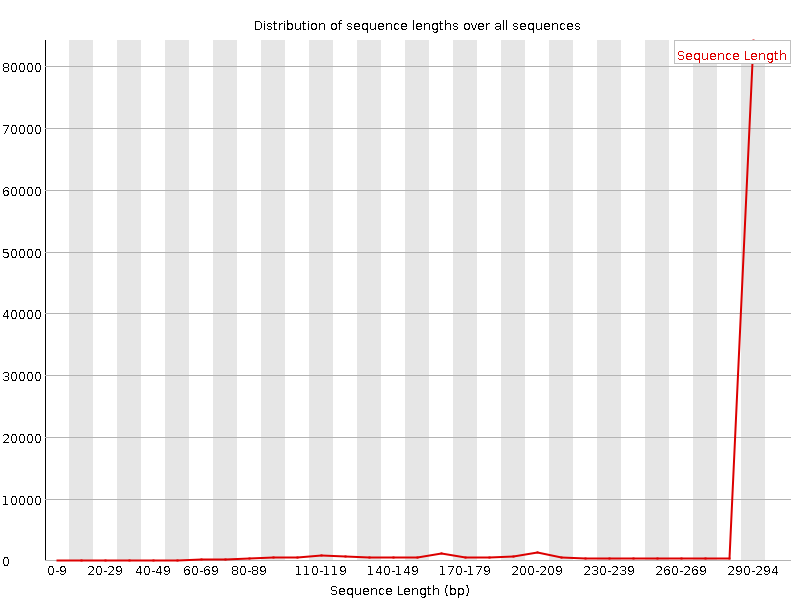 Distribution of sequence lengths over all sequences
Sequence Length
80000
70000
60000
50000
40000
30000
20000
10000
0
0-9 20-29 40-49 60-69 80-89 110-119 140-149 170-179 200-209 230-239 260-269 290-294
Sequence Length (bp)